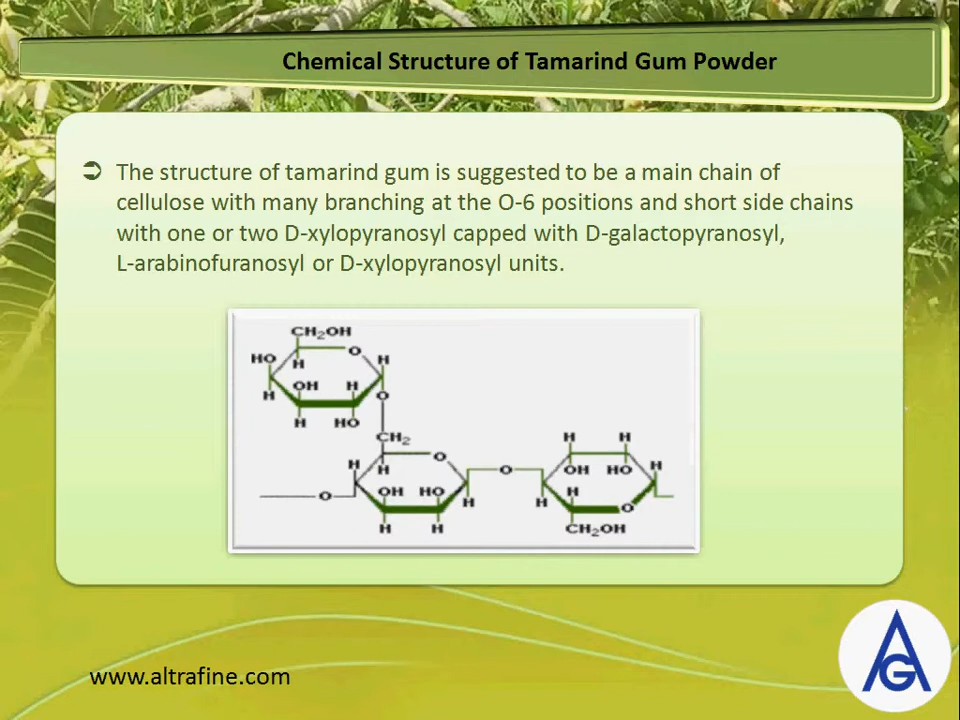 Chemical Structure of Tamarind Gum Powder
The structure of tamarind gum is suggested to be a main chain of
cellulose with many branching at the O-6 positions and short side chains
with one or two D-xylopyranosyl capped with D-galactopyranosyl,
L-arabinofuranosyl or D-xylopyranosyl units.
CH₂OH
HO H O H
H OH H O
H HO
CH₂
H H O
O OH HO H
H H
O
H H
OH HO H
H H O
CH₂OH
www.altrafine.com
AG